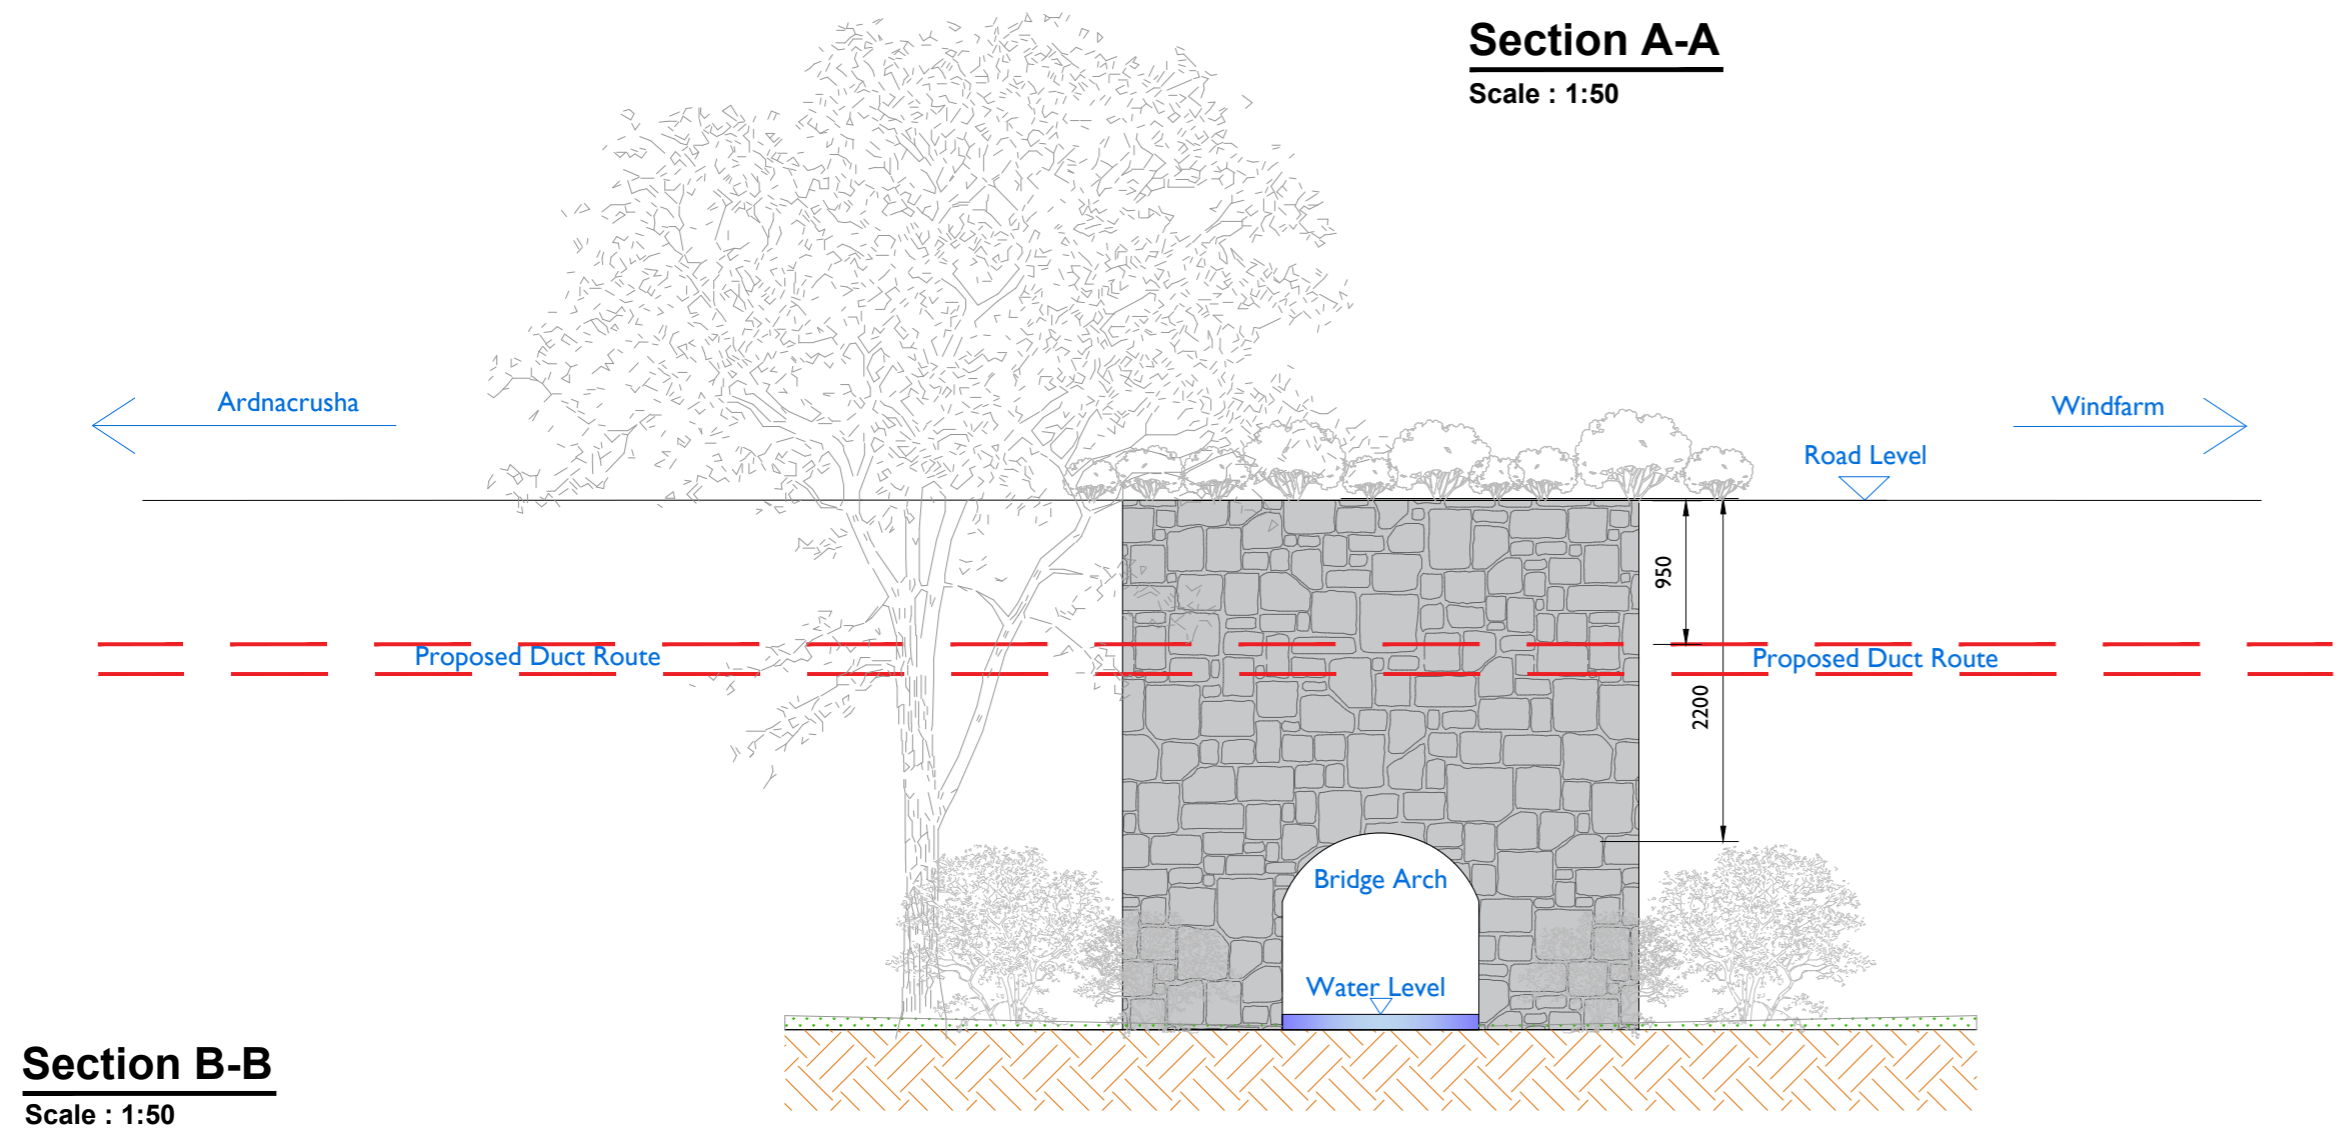 Section A-A
Scale : 1:50
Ardnacrusha
Windfarm
Road Level
950
Proposed Duct Route
Proposed Duct Route
2200
Bridge Arch
Water Level
Section B-B
Scale : 1:50